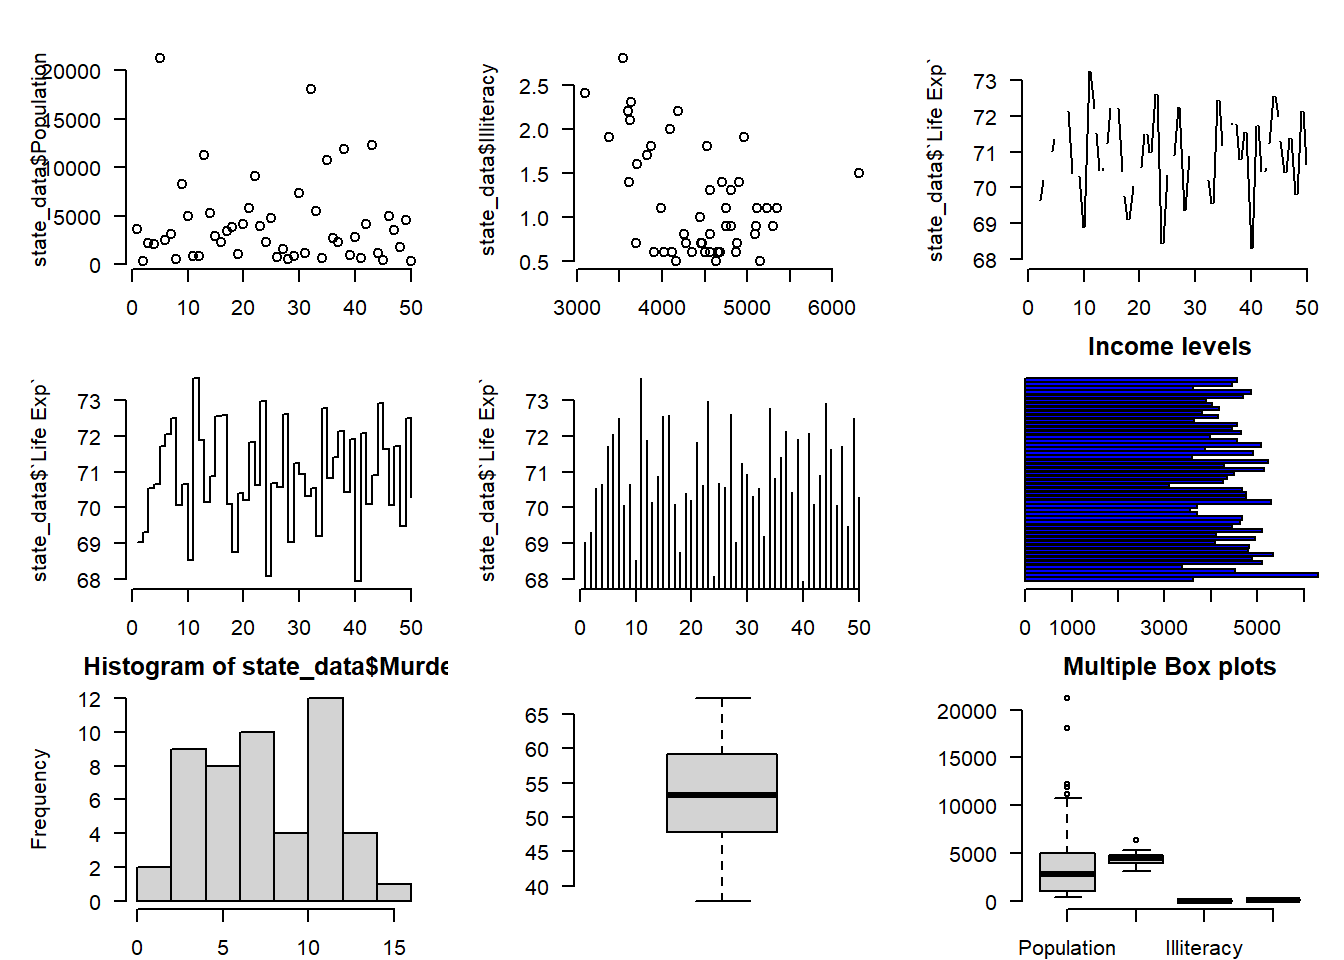 state_data$Population
20000
15000
10000
5000
0
0 10 20 30 40 50
state_data$Illiteracy
2.5
2.0
1.5
1.0
0.5
3000 4000 5000 6000
state_data$`Life Exp`
73
72
71
70
69
68
0 10 20 30 40 50
state_data$`Life Exp`
73
72
71
70
69
68
0 10 20 30 40 50
state_data$`Life Exp`
73
72
71
70
69
68
0 10 20 30 40 50
Income levels
0 1000 3000 5000
Histogram of state_data$Murde
Frequency
12
10
8
6
4
2
0
0 5 10 15
65
60
55
50
45
40
Multiple Box plots
20000
15000
10000
5000
0
Population Illiteracy